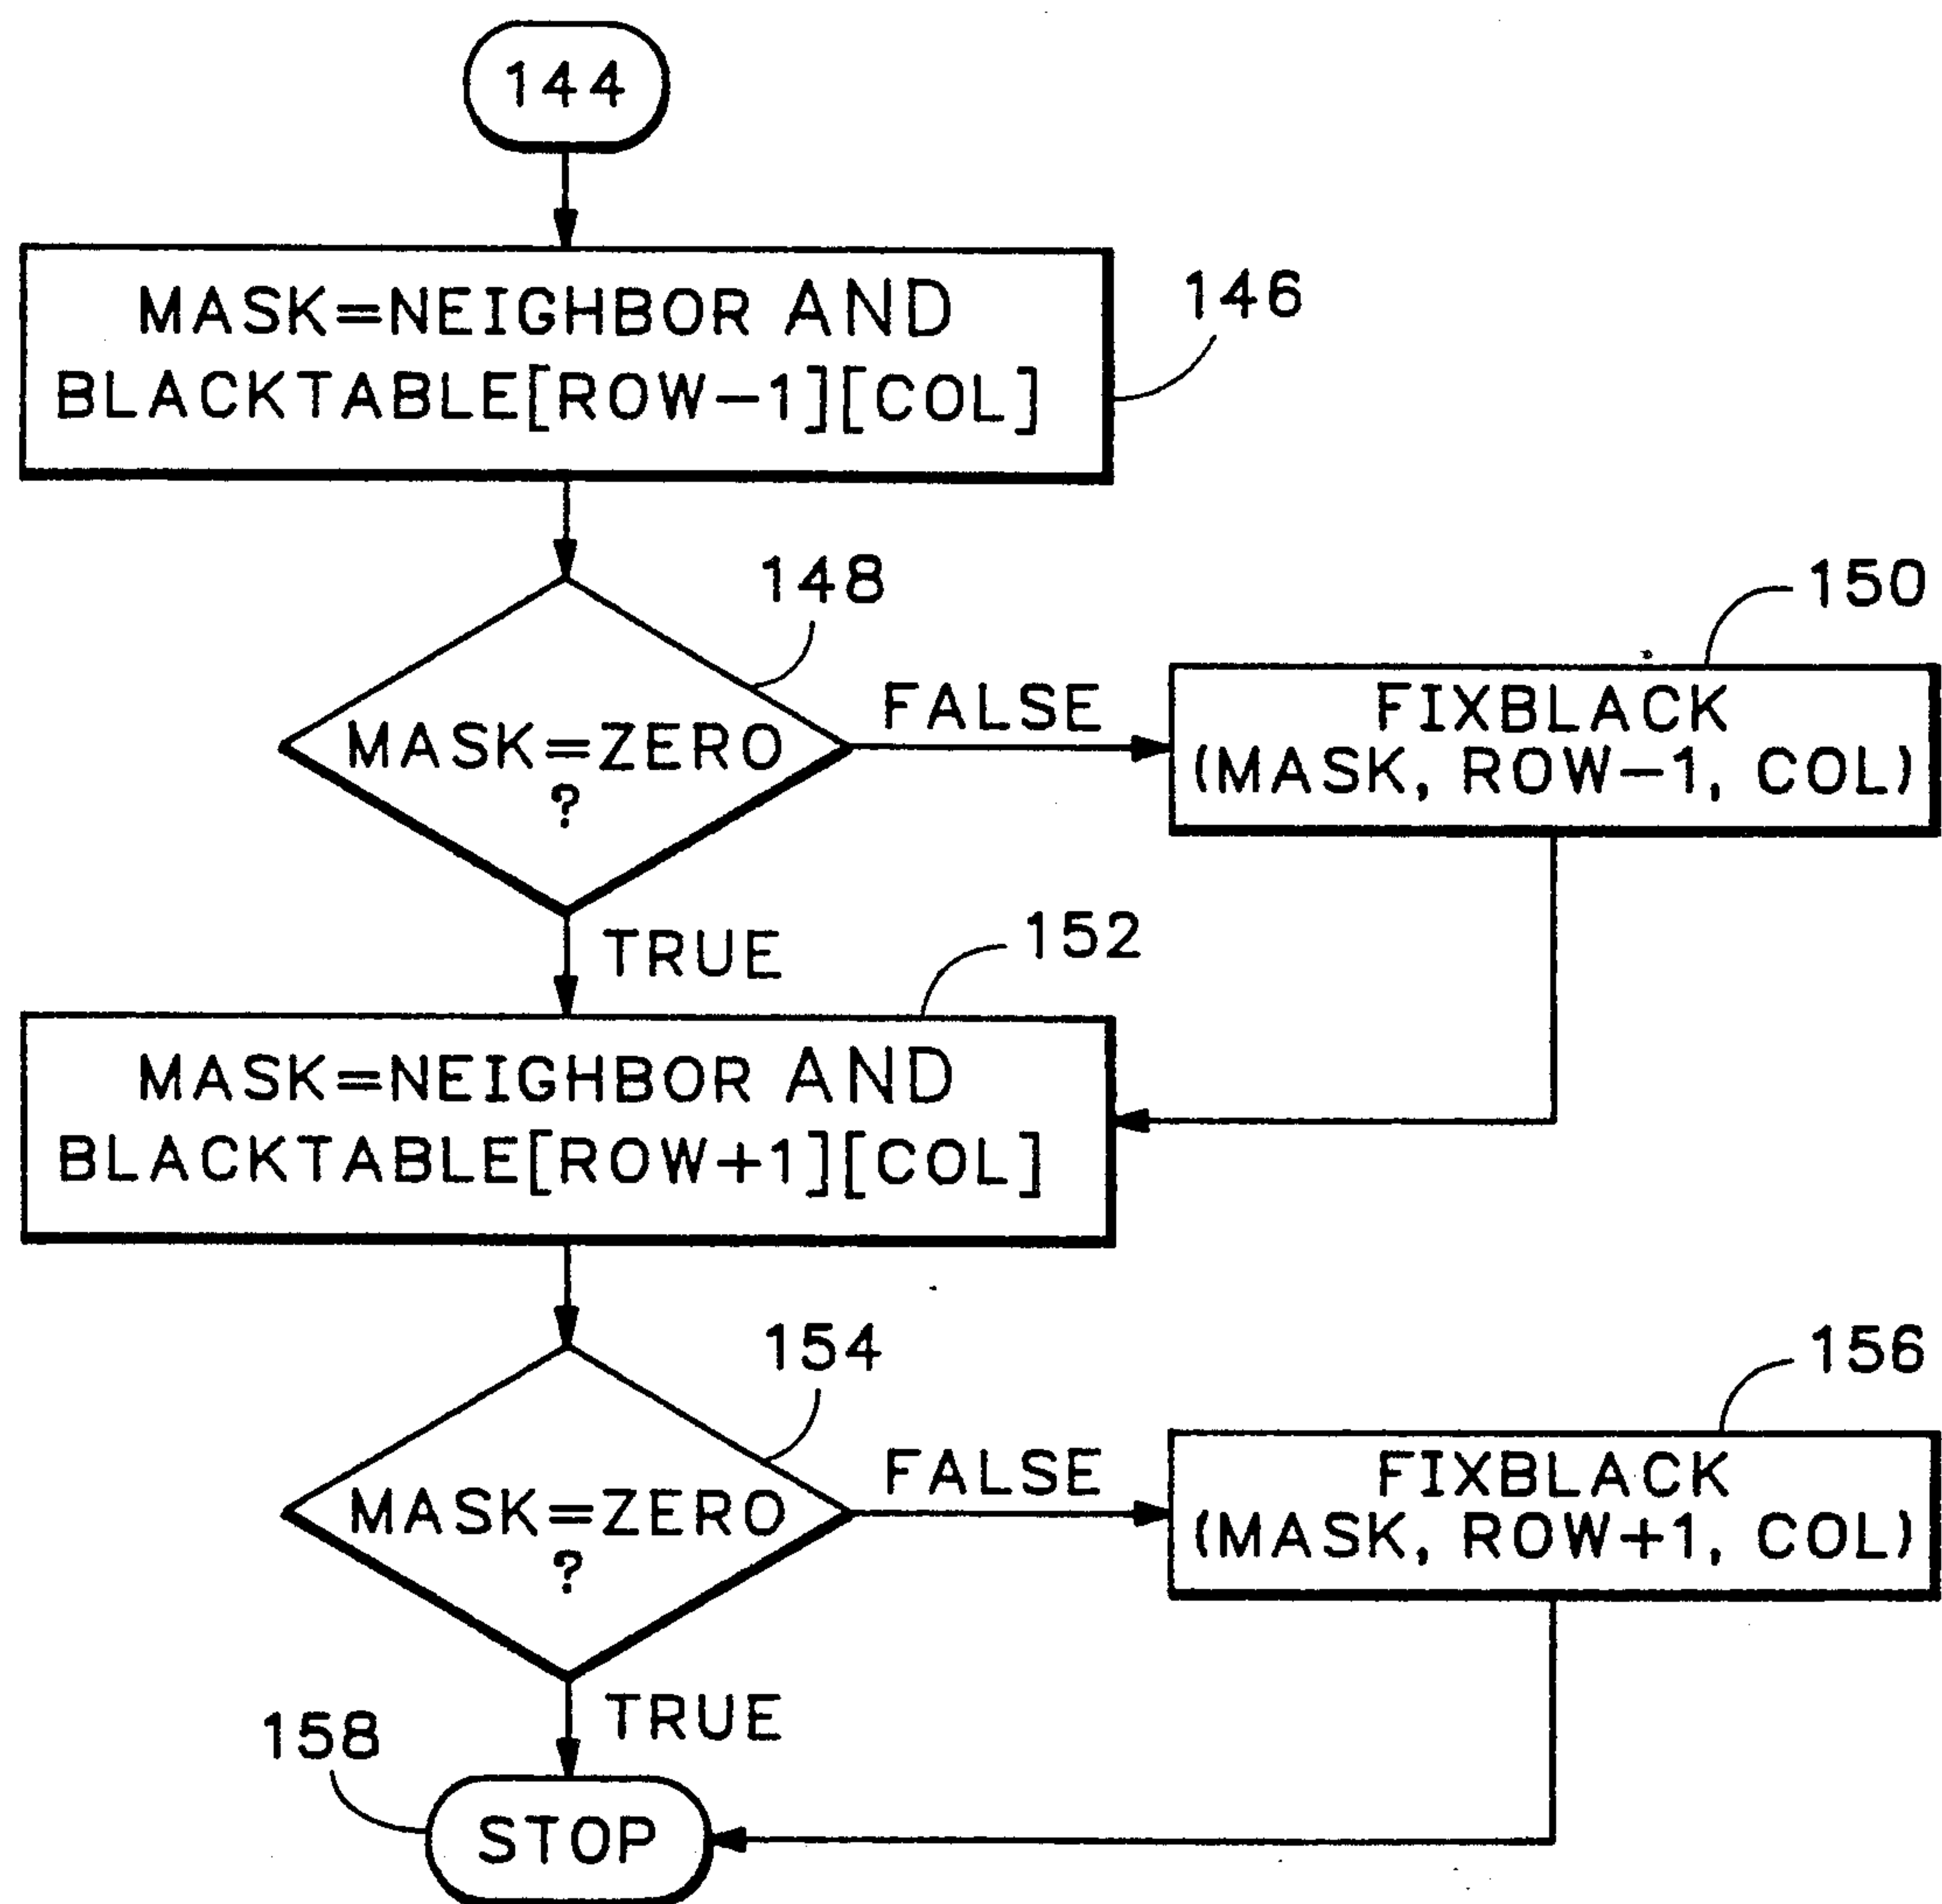 144
MASK=NEIGHBOR AND
BLACKTABLE[ROW-1][COL]
146
148
MASK=ZERO
?
FALSE
150
FIXBLACK
(MASK, ROW-1, COL)
TRUE
152
MASK=NEIGHBOR AND
BLACKTABLE[ROW+1][COL]
154
MASK=ZERO
?
FALSE
156
FIXBLACK
(MASK, ROW+1, COL)
TRUE
158
STOP